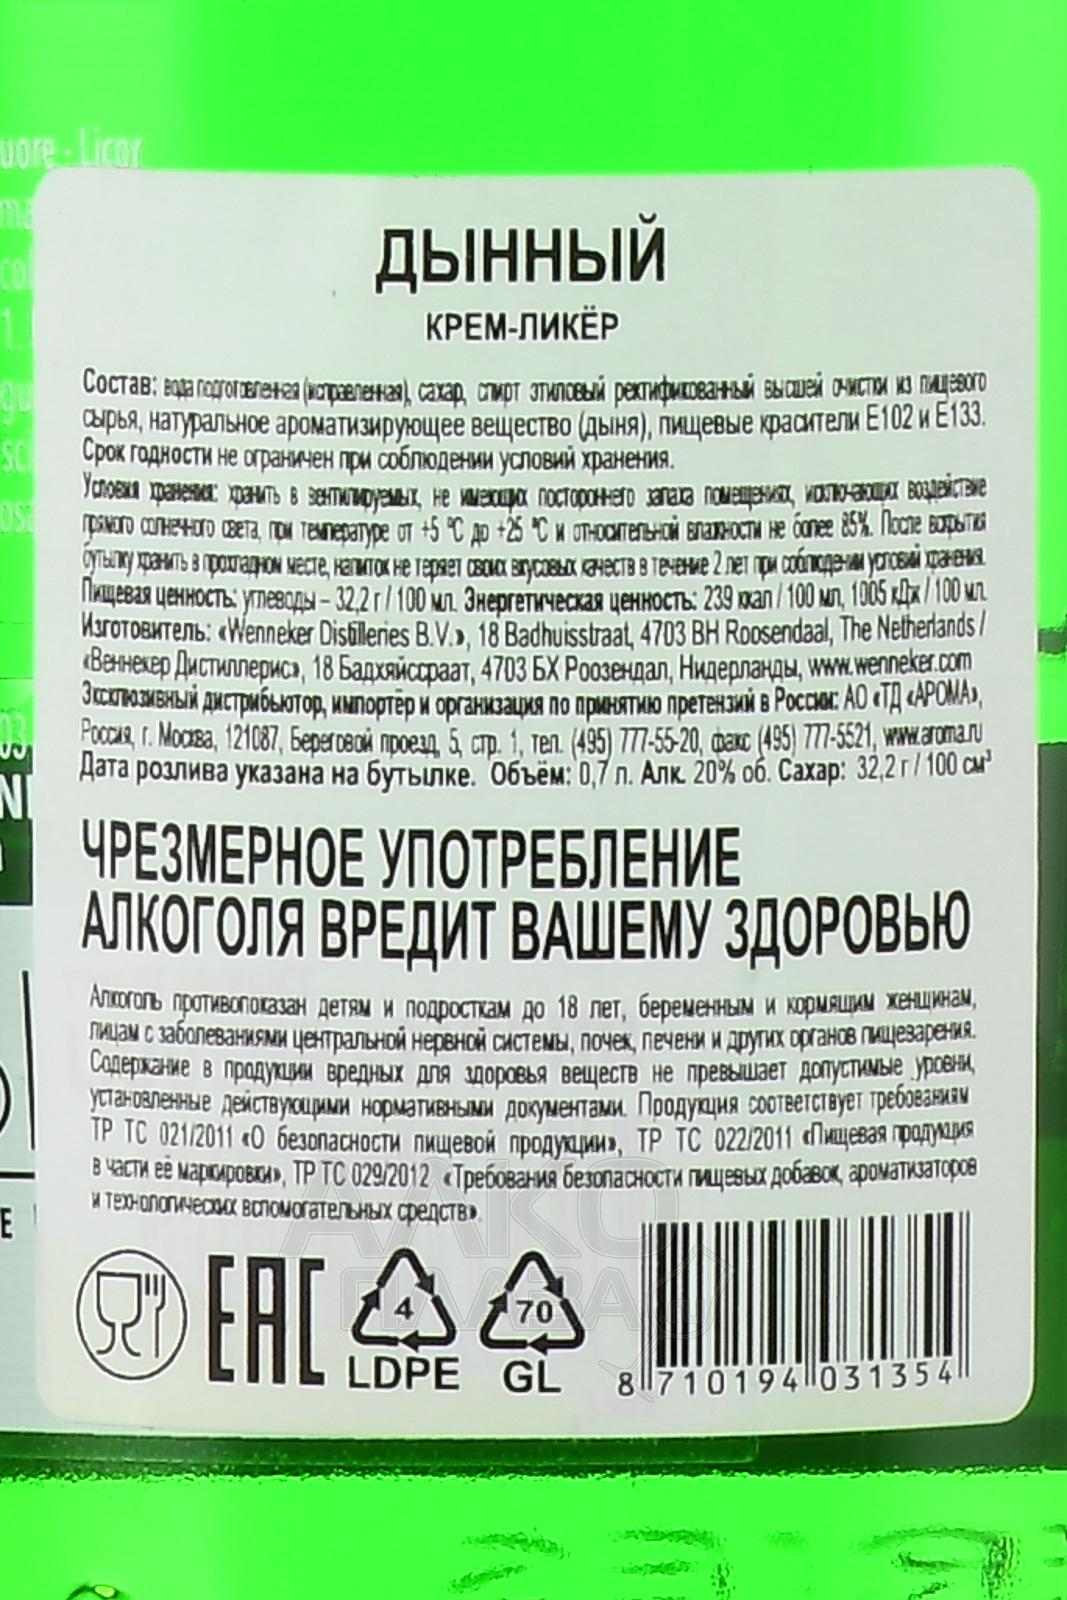 uore · Licor
ДЫННЫЙ
КРЕМ-ЛИКЁР
Состав: вода подготовленная (исправленная), сахар, спирт этиловый ректификованный высшей очистки из пищевого
сырья, натуральное ароматизирующее вещество (дыня), пищевые красители Е102 и Е133.
Срок годности не ограничен при соблюдении условий хранения.
Условия хранения: хранить в вентилируемых, не имеющих постороннего запаха помещениях, исключающих воздействие
прямого солнечного света, при температуре от +5 °С до +25 °С и относительной влажности не более 85%. После вскрытия
бутылку хранить в прохладном месте, напиток не теряет своих вкусовых качеств в течение 2 лет при соблюдении условий хранения.
Пищевая ценность: углеводы – 32,2 г / 100 мл. Энергетическая ценность: 239 ккал / 100 мл, 1005 кДж / 100 мл.
Изготовитель: «Wenneker Distilleries B.V.», 18 Badhuisstraat, 4703 BH Roosendaal, The Netherlands /
«Веннекер Дистиллерис», 18 Бадхяйссраат, 4703 БХ Роозендал, Нидерланды, www.wenneker.com
Эксклюзивный дистрибьютор, импортёр и организация по принятию претензий в России: АО «ТД «АРОМА»,
Россия, г. Москва, 121087, Береговой проезд, 5, стр. 1, тел. (495) 777-55-20, факс (495) 777-5521, www.aroma.ru
Дата розлива указана на бутылке. Объём: 0,7 л. Алк. 20% об. Сахар: 32,2 г / 100 см³
ЧРЕЗМЕРНОЕ УПОТРЕБЛЕНИЕ
АЛКОГОЛЯ ВРЕДИТ ВАШЕМУ ЗДОРОВЬЮ
Алкоголь противопоказан детям и подросткам до 18 лет, беременным и кормящим женщинам,
лицам с заболеваниями центральной нервной системы, почек, печени и других органов пищеварения.
Содержание в продукции вредных для здоровья веществ не превышает допустимые уровни,
установленные действующими нормативными документами. Продукция соответствует требованиям
ТР ТС 021/2011 «О безопасности пищевой продукции», ТР ТС 022/2011 «Пищевая продукция
в части её маркировки», ТР ТС 029/2012 «Требования безопасности пищевых добавок, ароматизаторов
и технологических вспомогательных средств».
АЛКО
ПЛАЗА
EAC
4
LDPE
70
GL
8 710194 031354